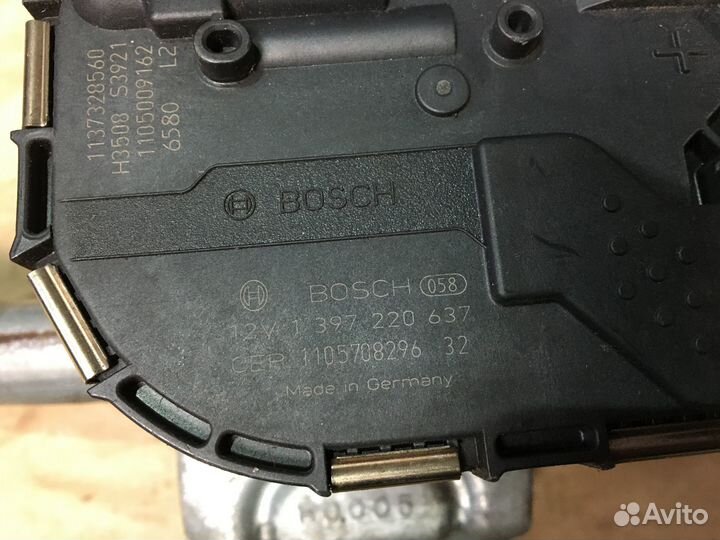 1137328560
H3508 S3921
1105009162
6580 L2
BOSCH
BOSCH 058
12V 1 397 220 637
CEP 1105708296 32
Made in Germany
Avito